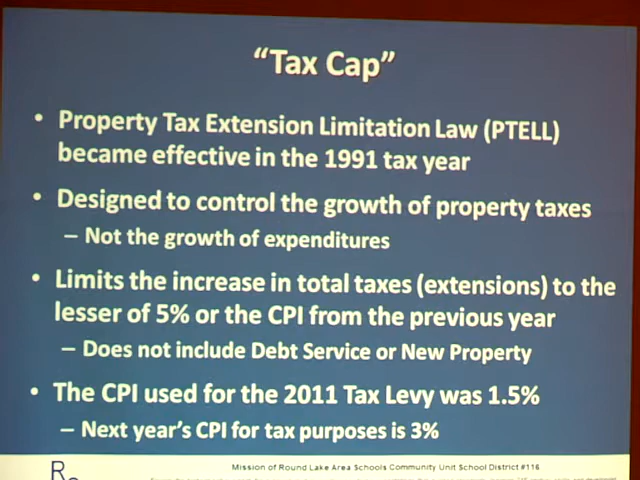 “Tax Cap”
• Property Tax Extension Limitation Law (PTELL)
became effective in the 1991 tax year
• Designed to control the growth of property taxes
– Not the growth of expenditures
• Limits the increase in total taxes (extensions) to the
lesser of 5% or the CPI from the previous year
– Does not include Debt Service or New Property
• The CPI used for the 2011 Tax Levy was 1.5%
– Next year’s CPI for tax purposes is 3%
R
Mission of Round Lake Area Schools Community Unit School District #116